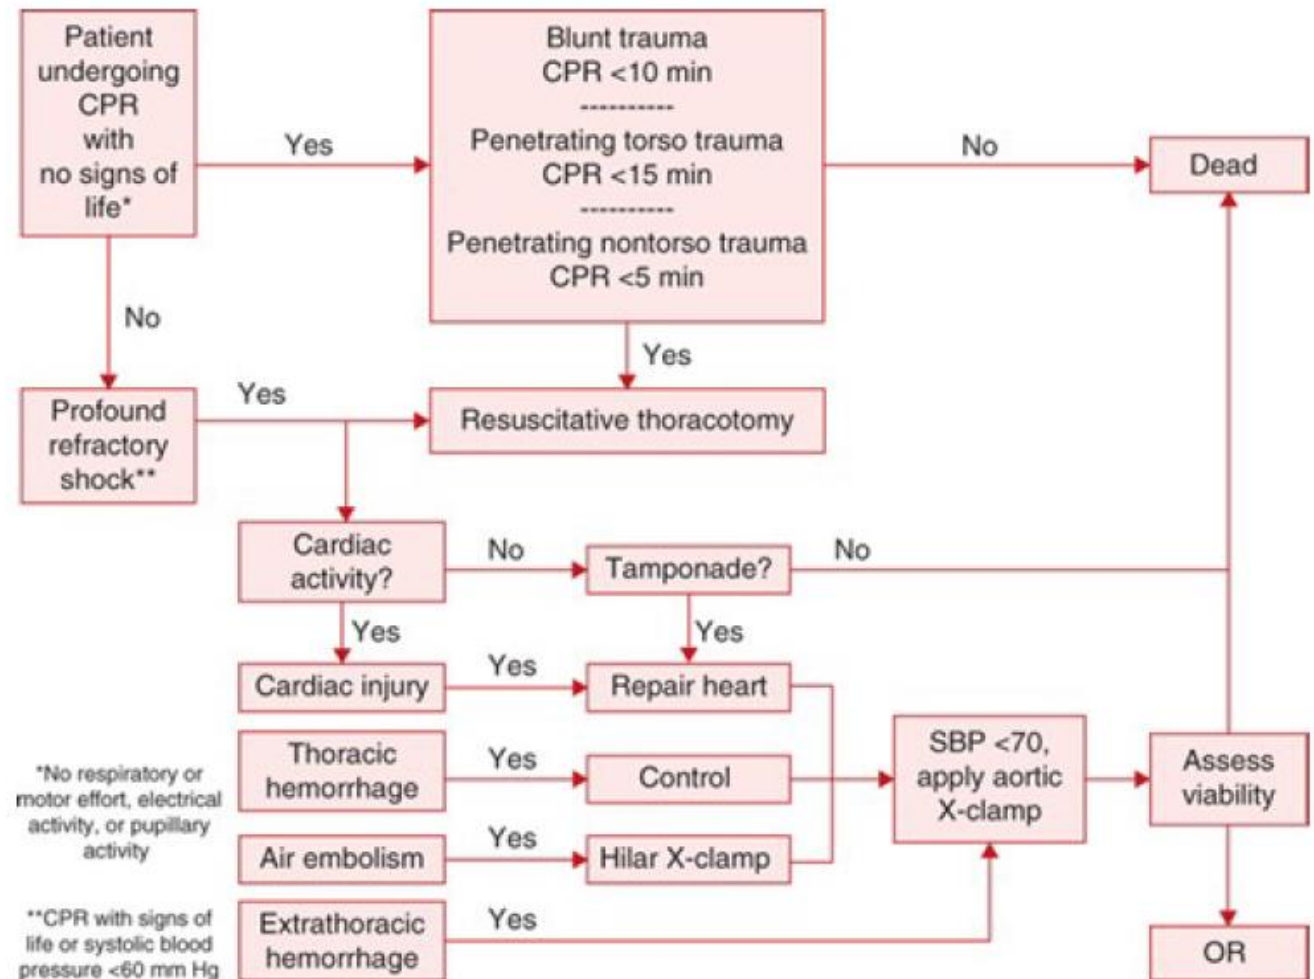 Patient
undergoing
CPR
with
no signs of
life*
Yes
Blunt trauma
CPR <10 min
----------
Penetrating torso trauma
CPR <15 min
----------
Penetrating nontorso trauma
CPR <5 min
No
Dead
No
Yes
Profound
refractory
shock**
Yes
Resuscitative thoracotomy
Cardiac
activity?
No
Tamponade?
No
Yes
Yes
Cardiac injury
Yes
Repair heart
Thoracic
hemorrhage
Yes
Control
SBP <70,
apply aortic
X-clamp
Assess
viability
Air embolism
Yes
Hilar X-clamp
Extrathoracic
hemorrhage
Yes
OR
*No respiratory or
motor effort, electrical
activity, or pupillary
activity
**CPR with signs of
life or systolic blood
pressure <60 mm Hg